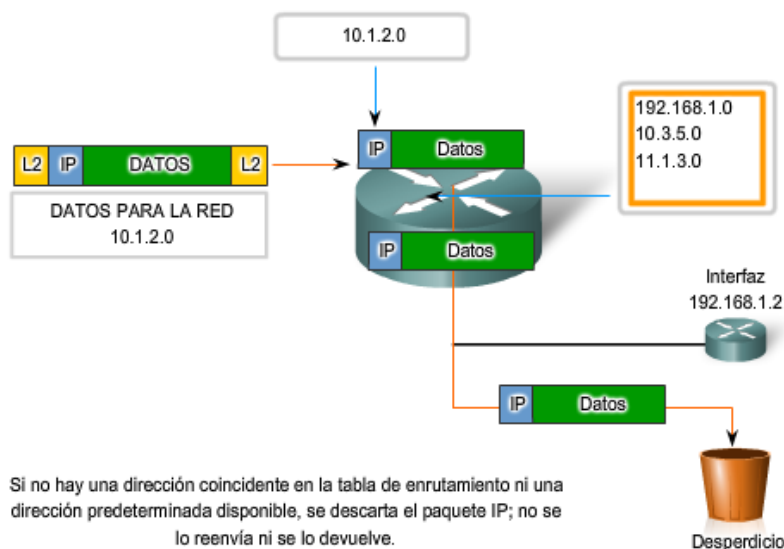 10.1.2.0
192.168.1.0
10.3.5.0
11.1.3.0
L2 IP DATOS L2
IP Datos
DATOS PARA LA RED
10.1.2.0
IP Datos
Interfaz
192.168.1.2
IP Datos
Si no hay una dirección coincidente en la tabla de enrutamiento ni una
dirección predeterminada disponible, se descarta el paquete IP; no se
lo reenvía ni se lo devuelve.
Desperdicio